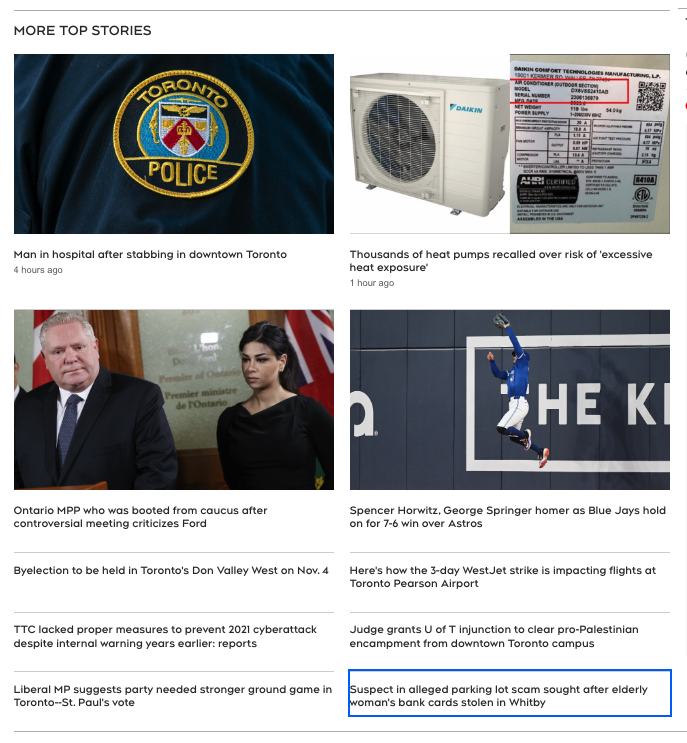 MORE TOP STORIES
TORONTO
POLICE
DAIKIN
DAIKIN COMFORT TECHNOLOGIES MANUFACTURING, L.P.
AIR CONDITIONER (OUTDOOR SECTION)
MODEL
SERIAL NUMBER
MFG. DATE
NET WEIGHT
POWER SUPPLY
AHRI CERTIFIED
R410A
ASSEMBLED IN THE USA
Man in hospital after stabbing in downtown Toronto
4 hours ago
Thousands of heat pumps recalled over risk of 'excessive
heat exposure'
1 hour ago
Premier of Ontario
Premier ministre
de l'Ontario
THE KE
Ontario MPP who was booted from caucus after
controversial meeting criticizes Ford
Spencer Horwitz, George Springer homer as Blue Jays hold
on for 7-6 win over Astros
Byelection to be held in Toronto's Don Valley West on Nov. 4
Here's how the 3-day WestJet strike is impacting flights at
Toronto Pearson Airport
TTC lacked proper measures to prevent 2021 cyberattack
despite internal warning years earlier: reports
Judge grants U of T injunction to clear pro-Palestinian
encampment from downtown Toronto campus
Liberal MP suggests party needed stronger ground game in
Toronto--St. Paul's vote
Suspect in alleged parking lot scam sought after elderly
woman's bank cards stolen in Whitby